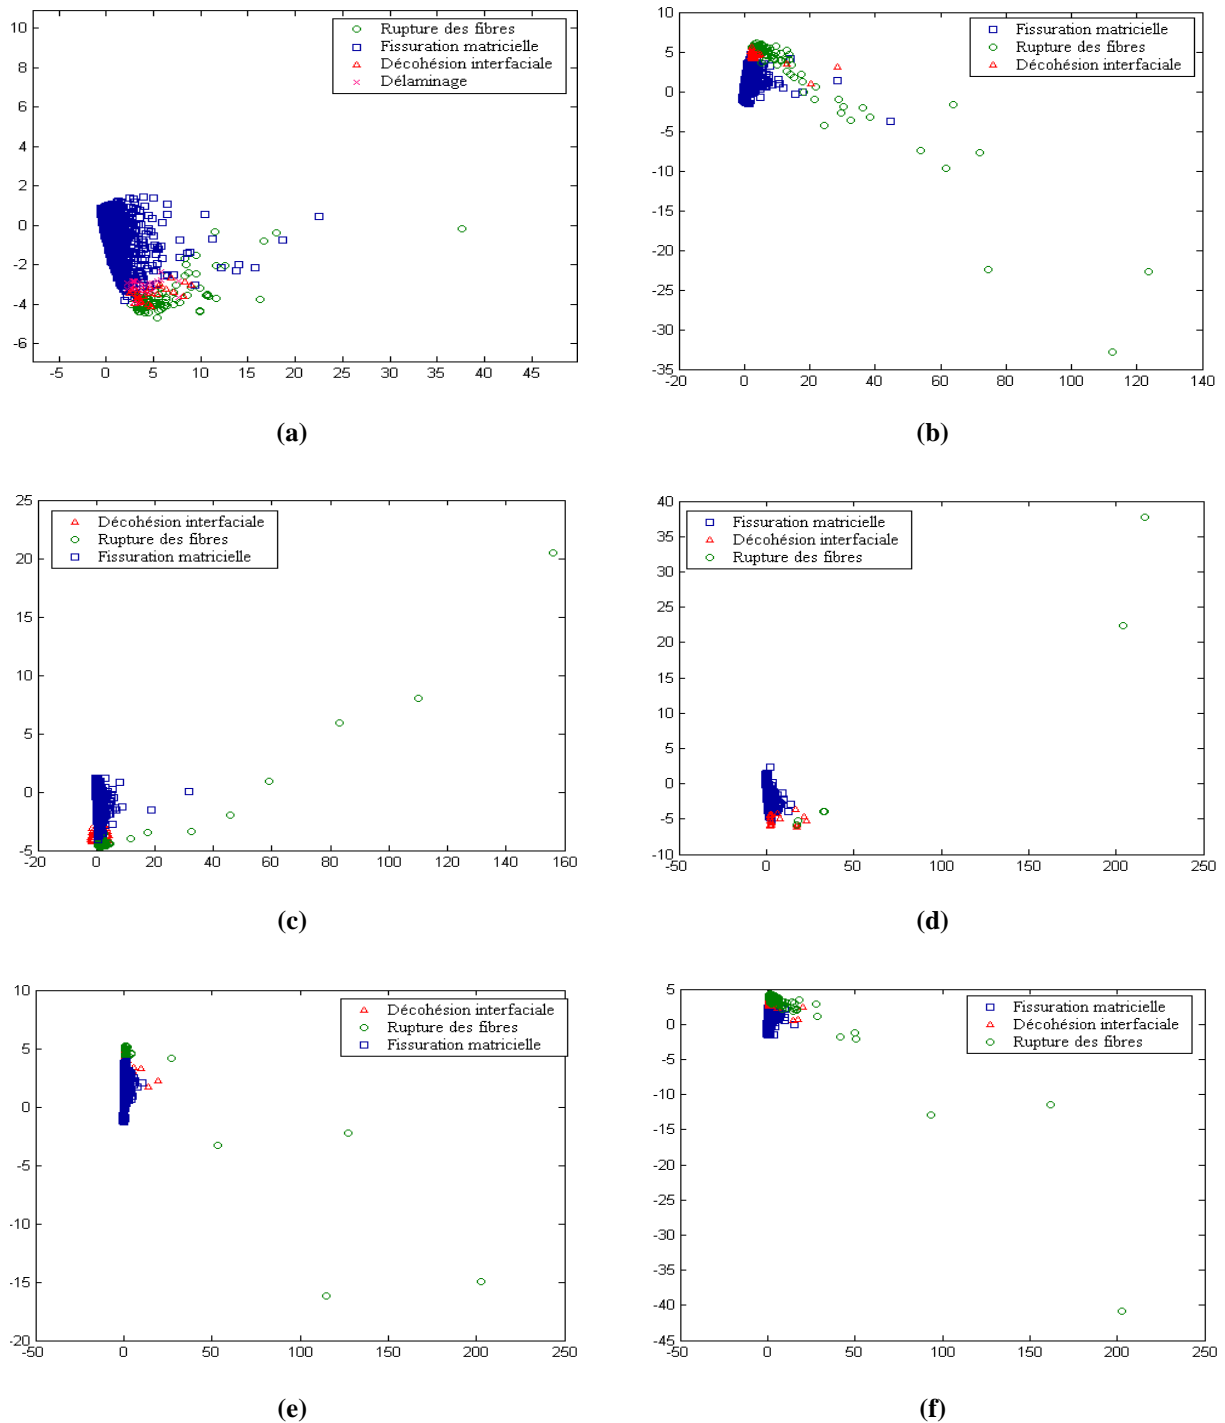 10
8
6
4
2
0
-2
-4
-6
-5 0 5 10 15 20 25 30 35 40 45
Rupture des fibres
Fissuration matricielle
Décohésion interfaciale
Délaminage
(a)
10
5
0
-5
-10
-15
-20
-25
-30
-35
-20 0 20 40 60 80 100 120 140
Fissuration matricielle
Rupture des fibres
Décohésion interfaciale
(b)
25
20
15
10
5
0
-5
-20 0 20 40 60 80 100 120 140 160
Décohésion interfaciale
Rupture des fibres
Fissuration matricielle
(c)
40
35
30
25
20
15
10
5
0
-5
-10
-50 0 50 100 150 200 250
Fissuration matricielle
Décohésion interfaciale
Rupture des fibres
(d)
10
5
0
-5
-10
-15
-20
-50 0 50 100 150 200 250
Décohésion interfaciale
Rupture des fibres
Fissuration matricielle
(e)
5
0
-5
-10
-15
-20
-25
-30
-35
-40
-45
-50 0 50 100 150 200 250
Fissuration matricielle
Décohésion interfaciale
Rupture des fibres
(f)